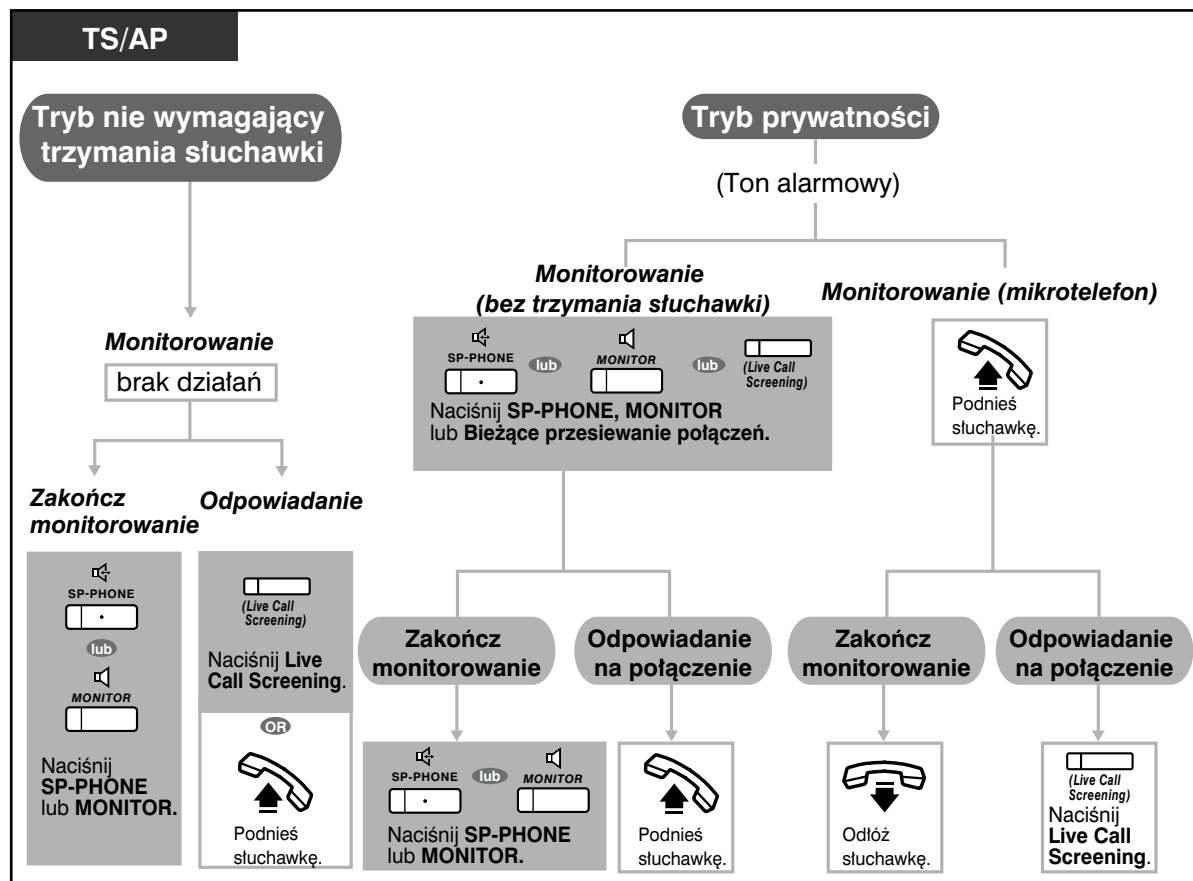 TS/AP
Tryb nie wymagający
trzymania słuchawki
Monitorowanie
brak działań
Zakończ
monitorowanie
SP-PHONE
lub
MONITOR
Naciśnij
SP-PHONE
lub MONITOR.
Odpowiadanie
(Live Call
Screening)
Naciśnij Live
Call Screening.
OR
Podnieś
słuchawkę.
Tryb prywatności
(Ton alarmowy)
Monitorowanie
(bez trzymania słuchawki)
SP-PHONE lub MONITOR lub (Live Call
Screening)
Naciśnij SP-PHONE, MONITOR
lub Bieżące przesiewanie połączeń.
Zakończ
monitorowanie
SP-PHONE lub MONITOR
Naciśnij SP-PHONE
lub MONITOR.
Odpowiadanie
na połączenie
Podnieś
słuchawkę.
Monitorowanie (mikrotelefon)
Podnieś
słuchawkę.
Zakończ
monitorowanie
Odłóż
słuchawkę.
Odpowiadanie
na połączenie
(Live Call
Screening)
Naciśnij
Live Call
Screening.